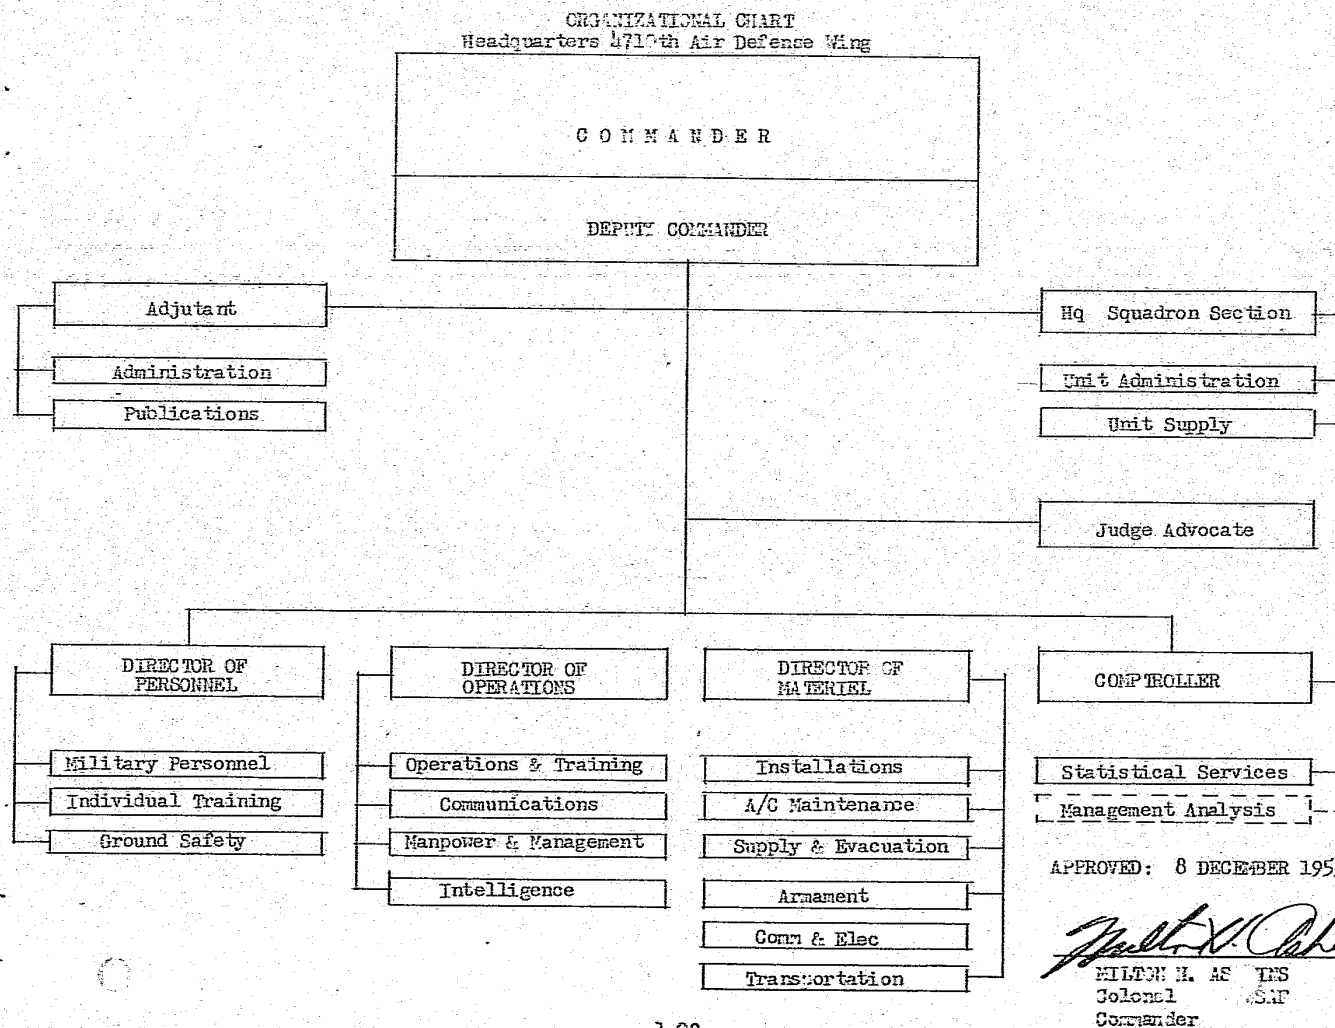 ORGANIZATIONAL CHART
Headquarters 4710th Air Defense Wing
COMMANDER
DEPUTY COMMANDER
Adjutant
Administration
Publications
Hq Squadron Section
Unit Administration
Unit Supply
Judge Advocate
DIRECTOR OF
PERSONNEL
Military Personnel
Individual Training
Ground Safety
DIRECTOR OF
OPERATIONS
Operations & Training
Communications
Manpower & Management
Intelligence
DIRECTOR OF
MATERIEL
Installations
A/C Maintenance
Supply & Evacuation
Armament
Comm & Elec
Transportation
COMPTROLLER
Statistical Services
Management Analysis
APPROVED: 8 DECEMBER 195
MILTON H.
Colonel
Commander